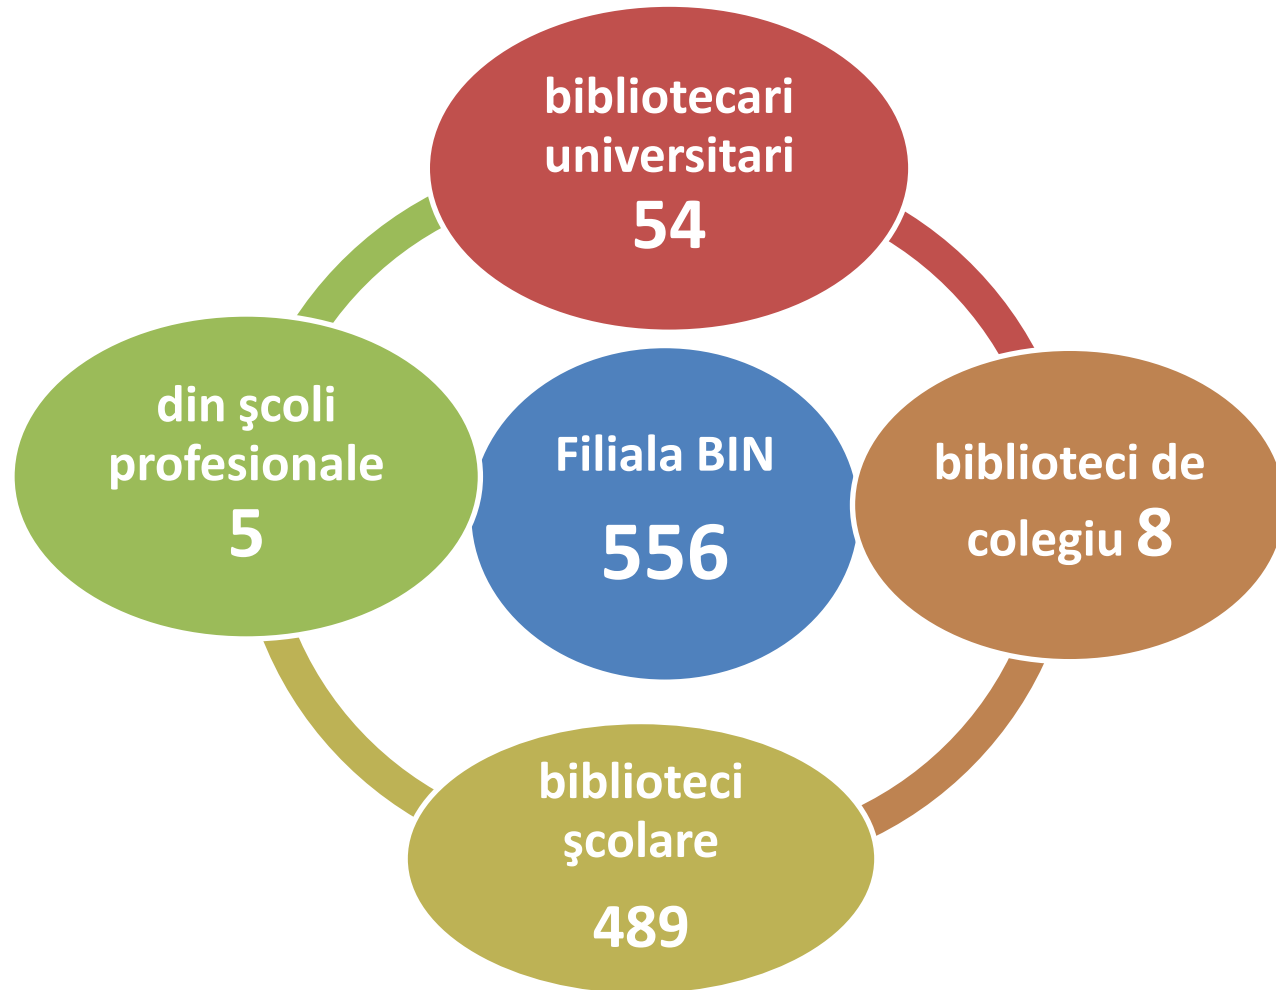 bibliotecari
universitari
54
din şcoli
profesionale
5
Filiala BIN
556
biblioteci de
colegiu 8
biblioteci
şcolare
489